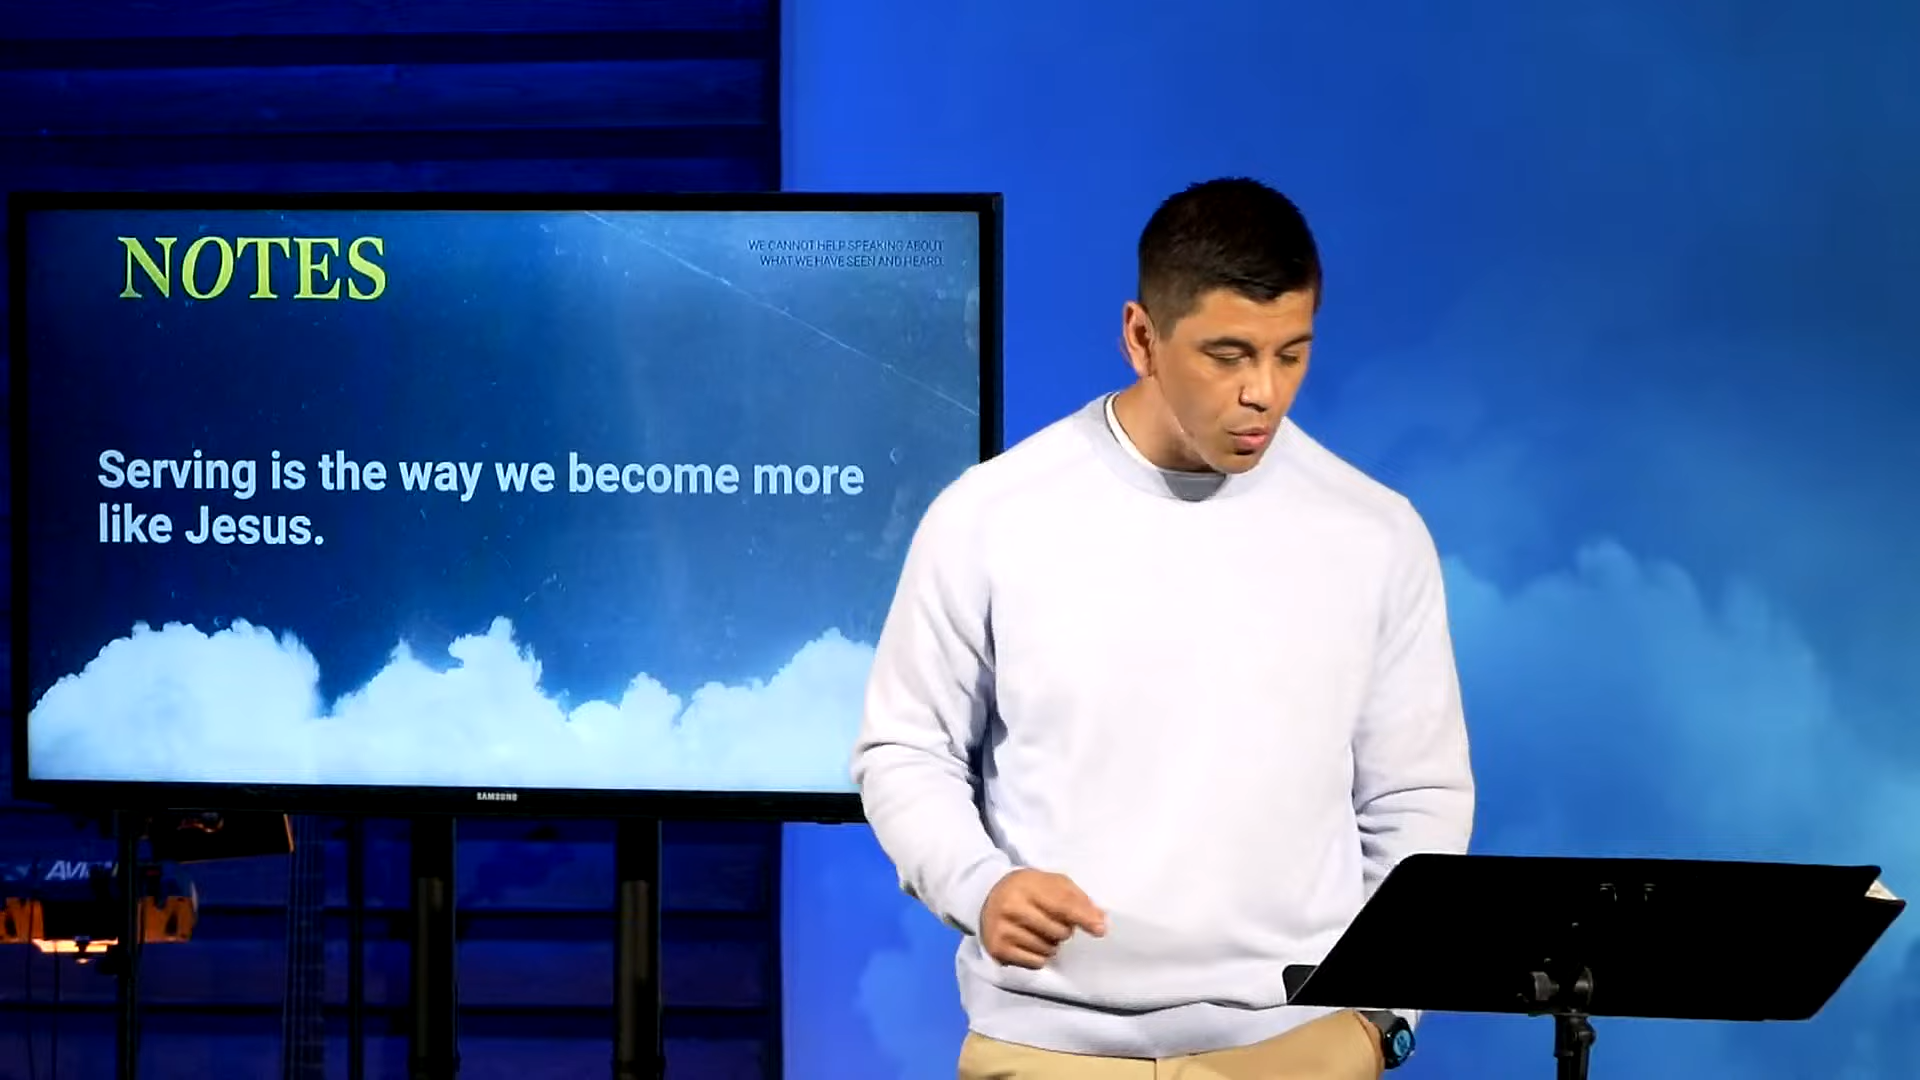 NOTES
WE CANNOT HELP SPEAKING ABOUT
WHAT WE HAVE SEEN AND HEARD.
Serving is the way we become more
like Jesus.
SAMSUNG